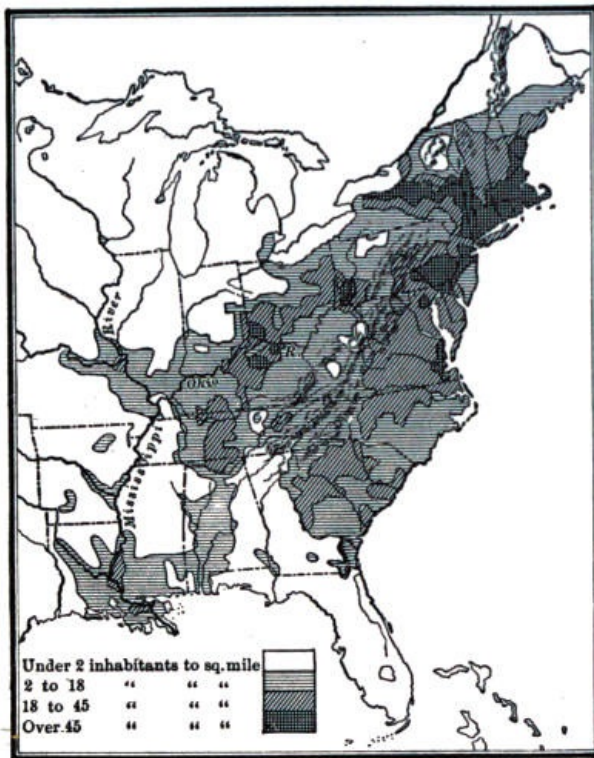 River
Ohio
R
Mississippi
Under 2 inhabitants to sq. mile
2 to 18 “ “ “
18 to 45 “ “ “
Over 45 “ “ “